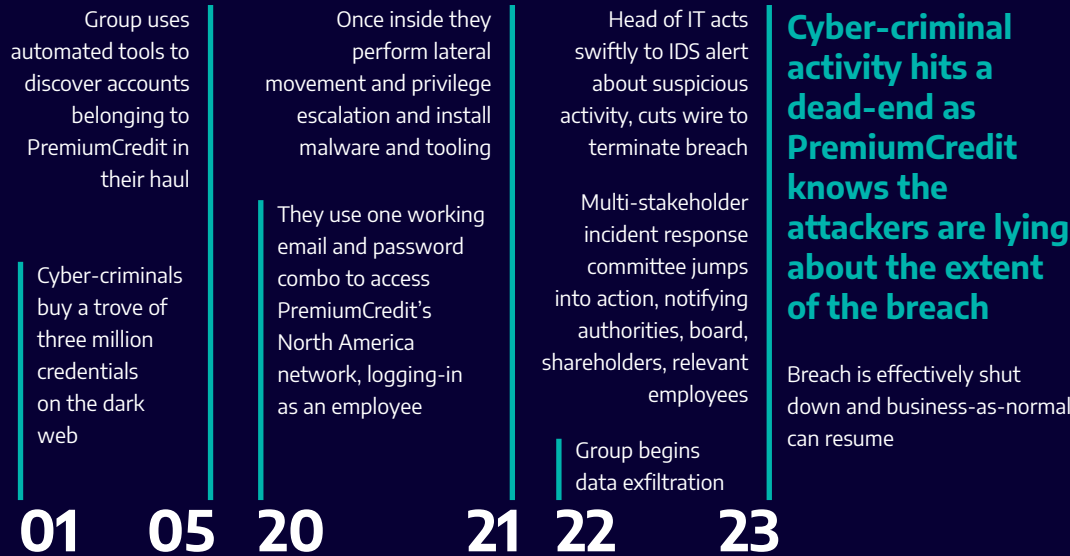 Group uses
automated tools to
discover accounts
belonging to
PremiumCredit in
their haul
Cyber-criminals
buy a trove of
three million
credentials
on the dark
web
Once inside they
perform lateral
movement and privilege
escalation and install
malware and tooling
They use one working
email and password
combo to access
PremiumCredit’s
North America
network, logging-in
as an employee
Head of IT acts
swiftly to IDS alert
about suspicious
activity, cuts wire to
terminate breach
Multi-stakeholder
incident response
committee jumps
into action, notifying
authorities, board,
shareholders, relevant
employees
Group begins
data exfiltration
Cyber-criminal
activity hits a
dead-end as
PremiumCredit
knows the
attackers are lying
about the extent
of the breach
Breach is effectively shut
down and business-as-normal
can resume
01 05 20 21 22 23